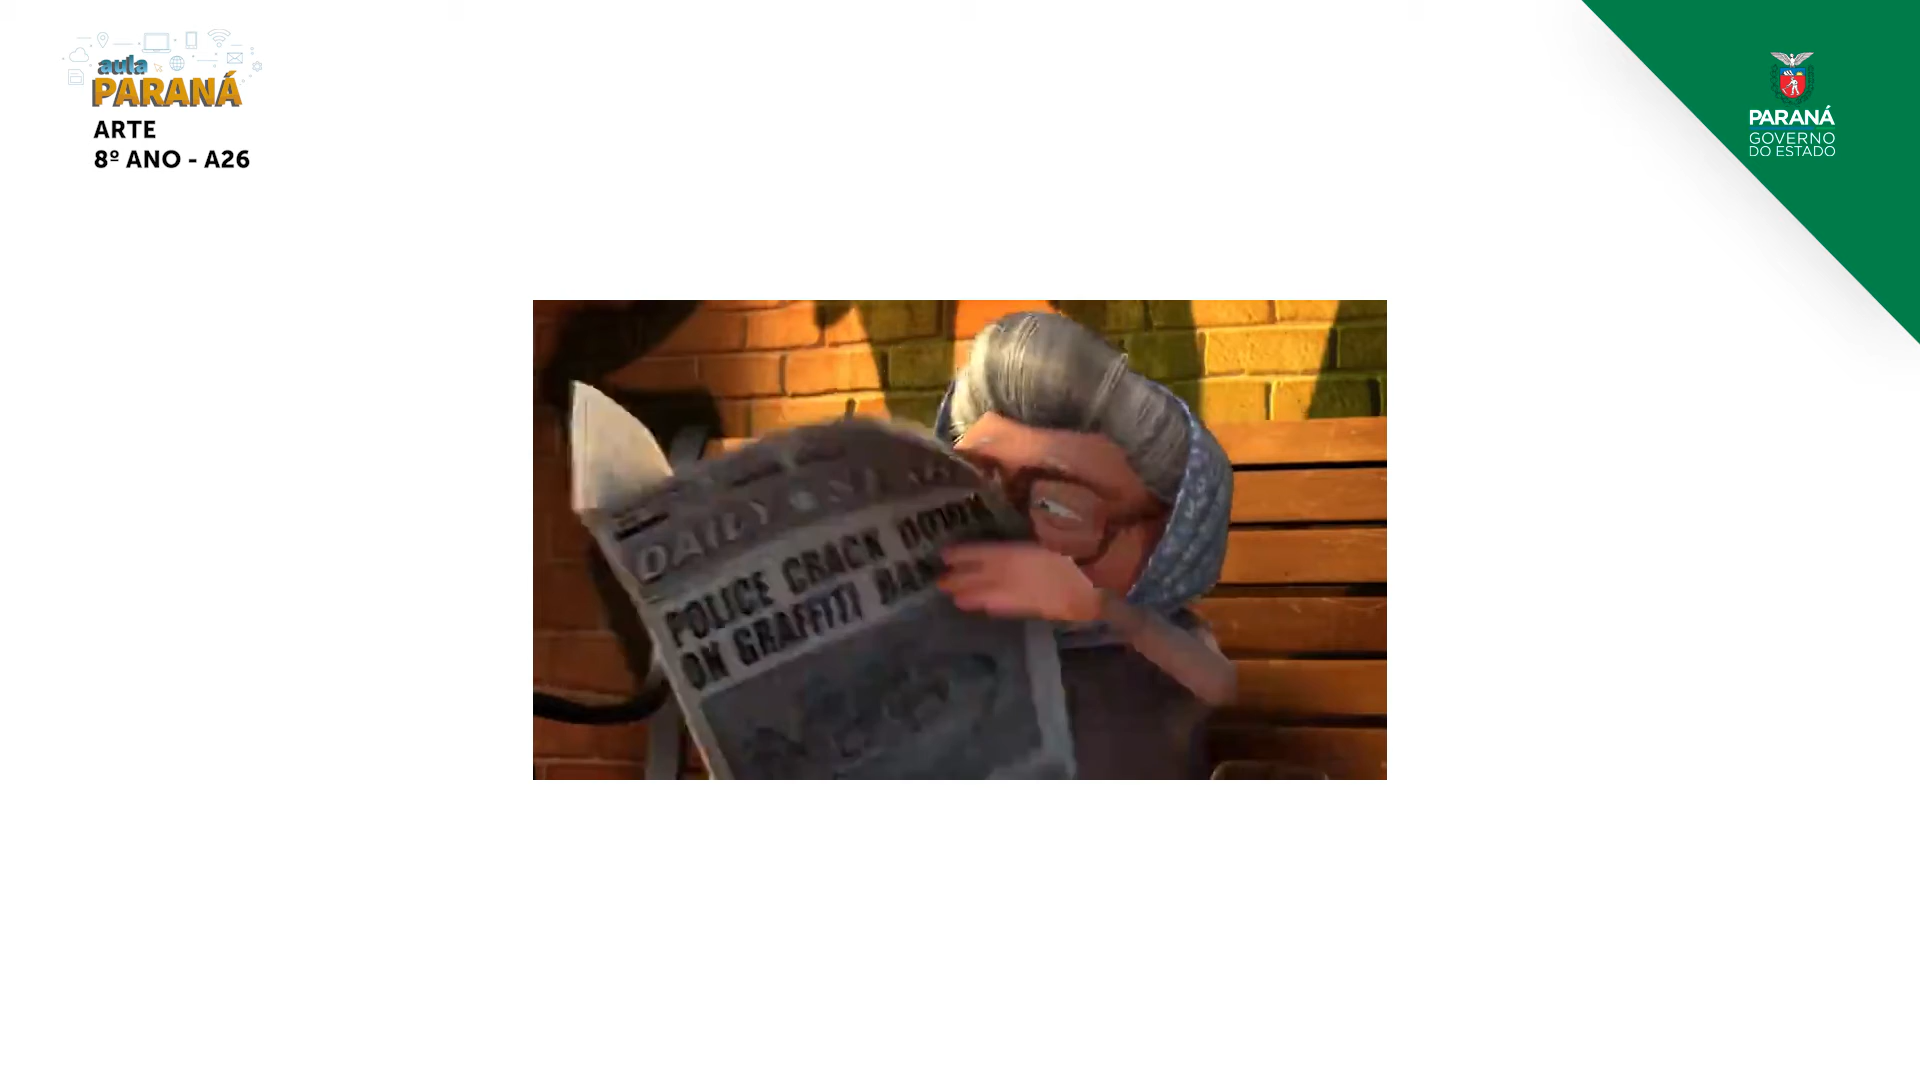 aula
PARANÁ
ARTE
8º ANO - A26
PARANÁ
GOVERNO
DO ESTADO
DAILY
POLICE CRACK DOWN
ON GRAFFITI